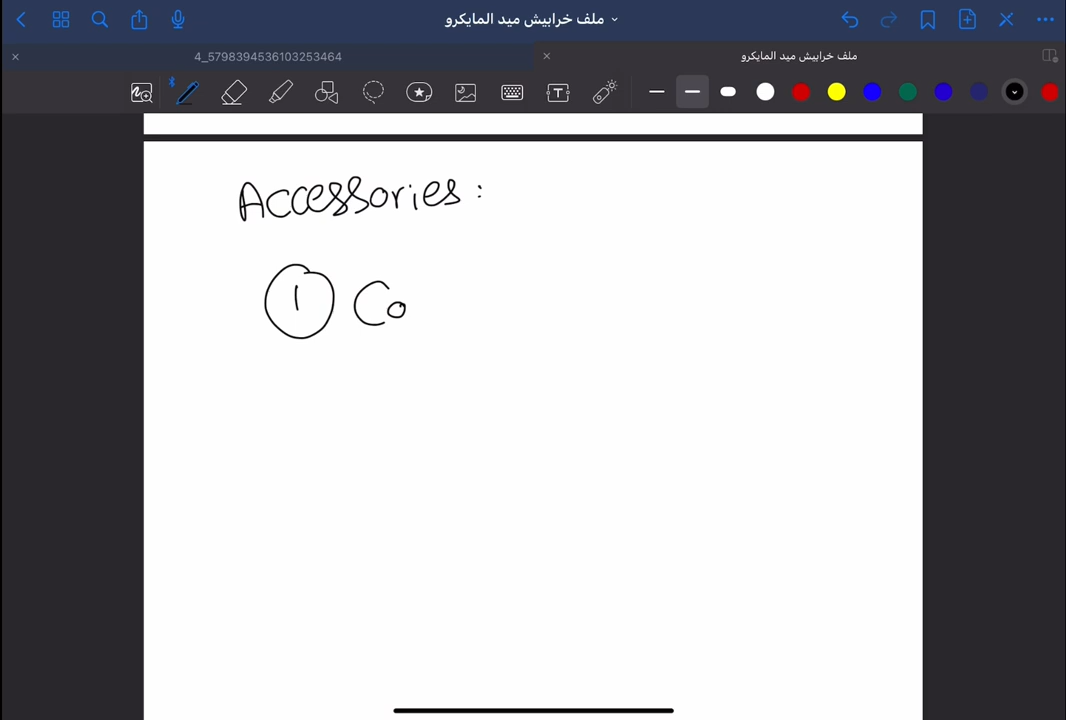 ملف خرابيش ميد المايكرو
4_5798394536103253464
ملف خرابيش ميد المايكرو
Accessories:
1 Co